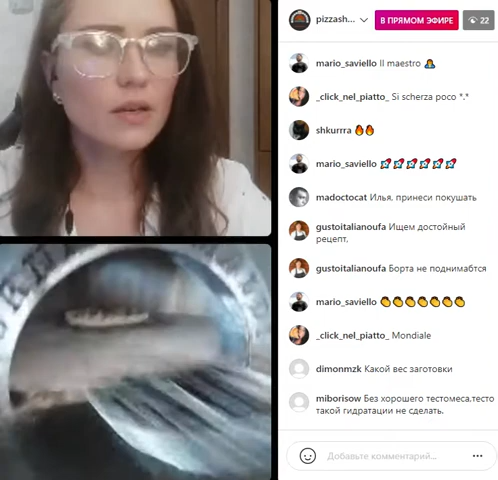 pizzash...
В ПРЯМОМ ЭФИРЕ
22
mario_saviello Il maestro
_click_nel_piatto_ Si scherza poco *.*
shkurrra
mario_saviello
madoctocat Илья, принеси покушать
gustoitalianoufa Ищем достойный
рецепт,
gustoitalianoufa Борта не поднимабтся
mario_saviello
_click_nel_piatto_ Mondiale
dimonmzk Какой вес заготовки
miborisow Без хорошего тестомеса,тесто
такой гидратации не сделать.
Добавьте комментарий...